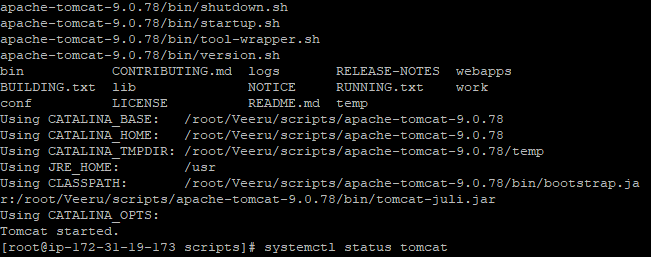 apache-tomcat-9.0.78/bin/shutdown.sh
apache-tomcat-9.0.78/bin/startup.sh
apache-tomcat-9.0.78/bin/tool-wrapper.sh
apache-tomcat-9.0.78/bin/version.sh
bin           CONTRIBUTING.md  logs       RELEASE-NOTES  webapps
BUILDING.txt  lib              NOTICE     RUNNING.txt    work
conf          LICENSE          README.md  temp
Using CATALINA_BASE:   /root/Veeru/scripts/apache-tomcat-9.0.78
Using CATALINA_HOME:   /root/Veeru/scripts/apache-tomcat-9.0.78
Using CATALINA_TMPDIR: /root/Veeru/scripts/apache-tomcat-9.0.78/temp
Using JRE_HOME:        /usr
Using CLASSPATH:       /root/Veeru/scripts/apache-tomcat-9.0.78/bin/bootstrap.ja
r:/root/Veeru/scripts/apache-tomcat-9.0.78/bin/tomcat-juli.jar
Using CATALINA_OPTS:
Tomcat started.
[root@ip-172-31-19-173 scripts]# systemctl status tomcat